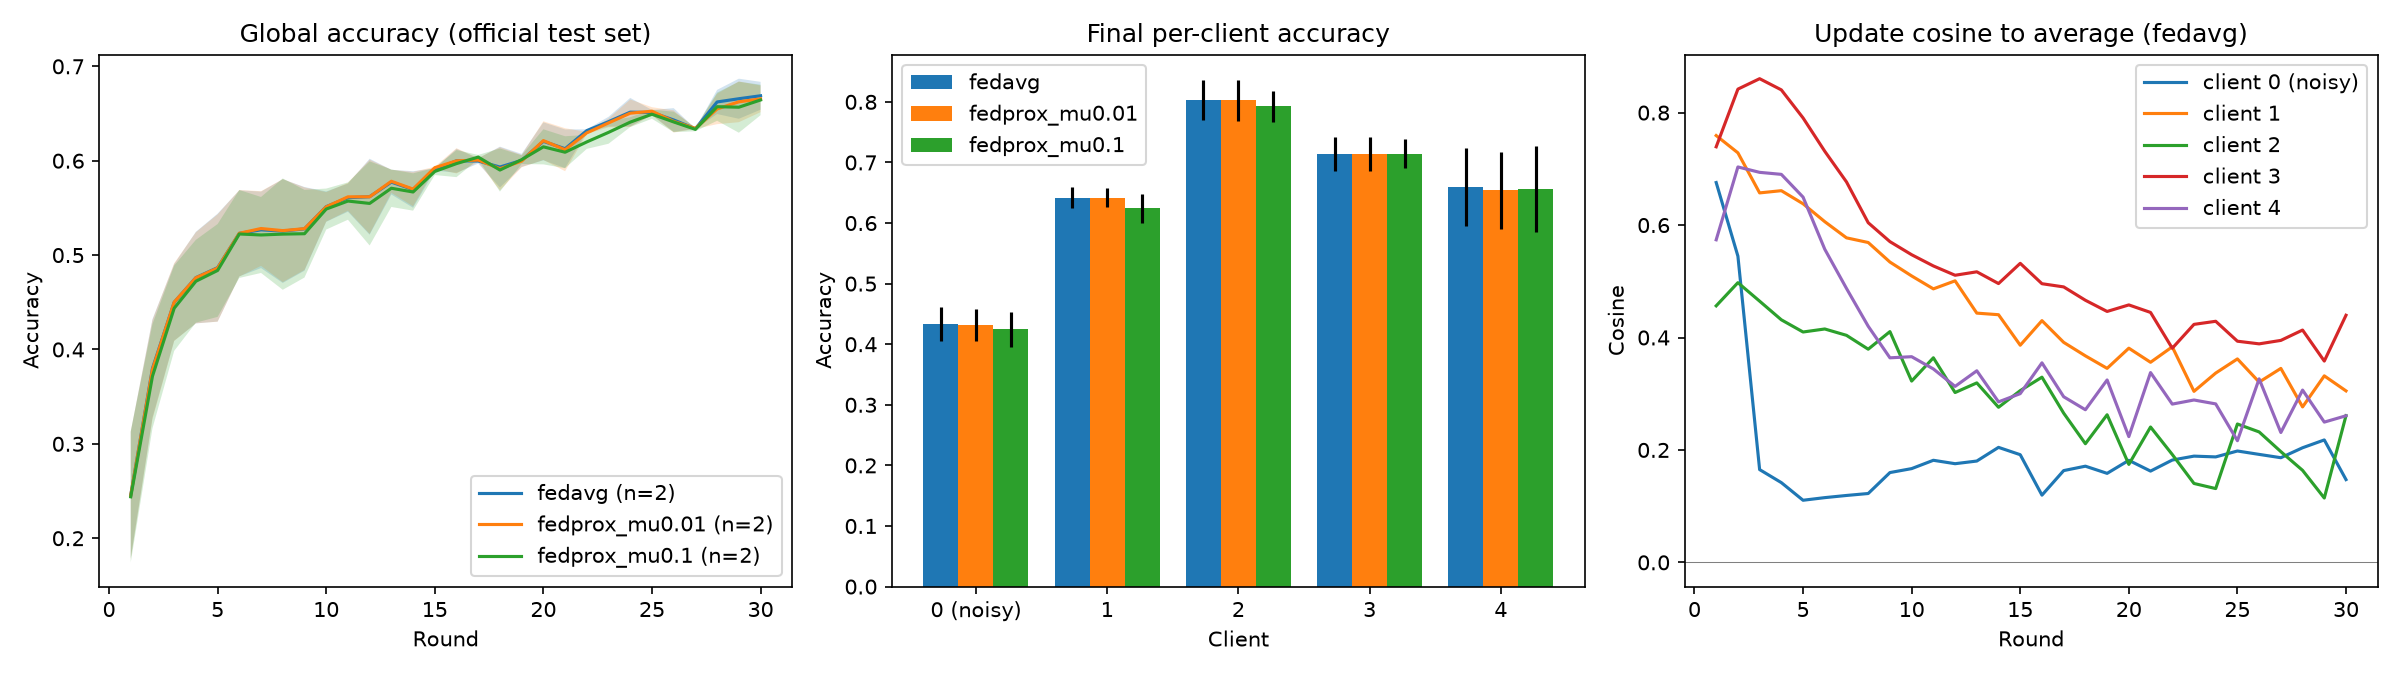 Global accuracy (official test set)
Accuracy
0.7
0.6
0.5
0.4
0.3
0.2
fedavg (n=2)
fedprox_mu0.01 (n=2)
fedprox_mu0.1 (n=2)
0 5 10 15 20 25 30
Round
Final per-client accuracy
Accuracy
0.8
0.7
0.6
0.5
0.4
0.3
0.2
0.1
0.0
fedavg
fedprox_mu0.01
fedprox_mu0.1
0 (noisy) 1 2 3 4
Client
Update cosine to average (fedavg)
Cosine
0.8
0.6
0.4
0.2
0.0
client 0 (noisy)
client 1
client 2
client 3
client 4
0 5 10 15 20 25 30
Round